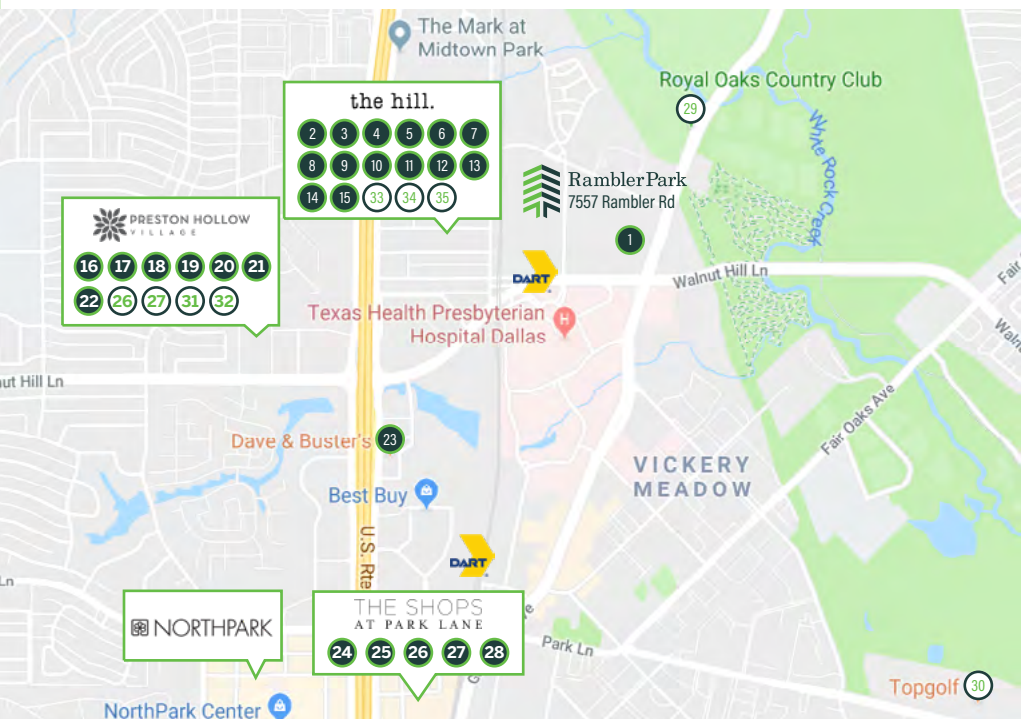 The Mark at
Midtown Park
the hill.
2 3 4 5 6 7
8 9 10 11 12 13
14 15 33 34 35
Royal Oaks Country Club
29
White Rock Creek
RamblerPark
7557 Rambler Rd
1
PRESTON HOLLOW
VILLAGE
16 17 18 19 20 21
22 26 27 31 32
DART
Walnut Hill Ln
Fair
Walnu
Texas Health Presbyterian
Hospital Dallas
H
ut Hill Ln
Fair Oaks Ave
Dave & Buster's 23
VICKERY
MEADOW
Best Buy
U.S. Rte
DART
Ln
NORTHPARK
THE SHOPS
AT PARK LANE
24 25 26 27 28
ve
G
Park Ln
Topgolf 30
NorthPark Center